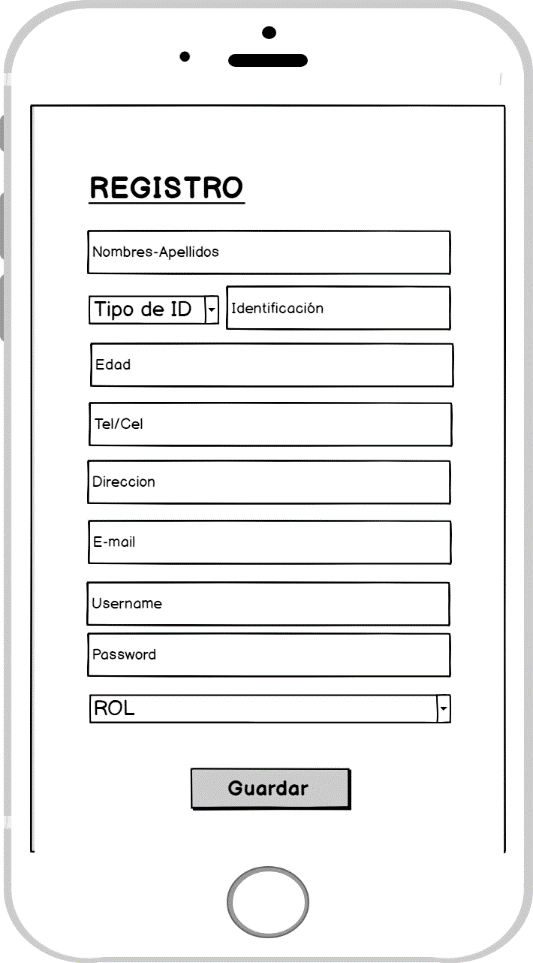 REGISTRO
Nombres-Apellidos
Tipo de ID
Identificación
Edad
Tel/Cel
Direccion
E-mail
Username
Password
ROL
Guardar